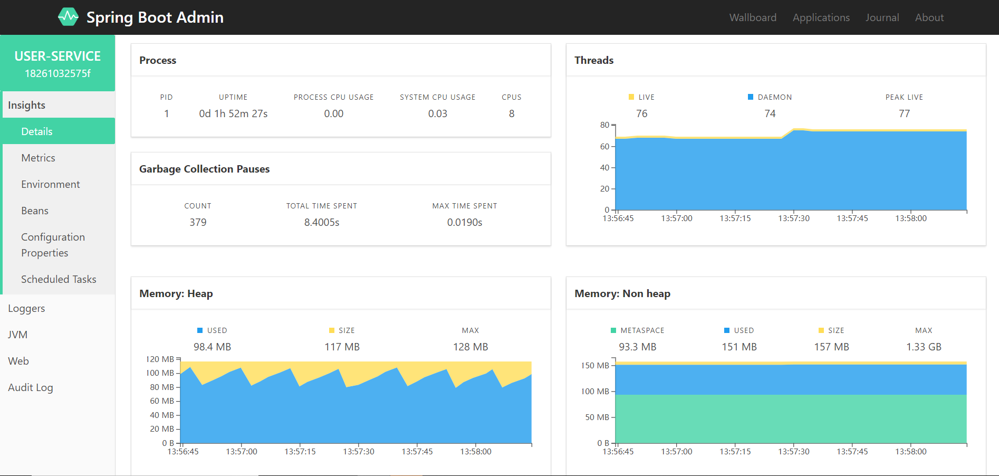 Spring Boot Admin
Wallboard Applications Journal About
USER-SERVICE
18261032575f
Insights
Details
Metrics
Environment
Beans
Configuration
Properties
Scheduled Tasks
Loggers
JVM
Web
Audit Log
Process
PID UPTIME PROCESS CPU USAGE SYSTEM CPU USAGE CPUS
1 0d 1h 52m 27s 0.00 0.03 8
Garbage Collection Pauses
COUNT TOTAL TIME SPENT MAX TIME SPENT
379 8.4005s 0.0190s
Threads
LIVE DAEMON PEAK LIVE
76 74 77
80
60
40
20
0
13:56:45 13:57:00 13:57:15 13:57:30 13:57:45 13:58:00
Memory: Heap
USED SIZE MAX
98.4 MB 117 MB 128 MB
120 MB
100 MB
80 MB
60 MB
40 MB
20 MB
0 B
13:56:45 13:57:00 13:57:15 13:57:30 13:57:45 13:58:00
Memory: Non heap
METASPACE USED SIZE MAX
93.3 MB 151 MB 157 MB 1.33 GB
150 MB
100 MB
50 MB
0 B
13:56:45 13:57:00 13:57:15 13:57:30 13:57:45 13:58:00